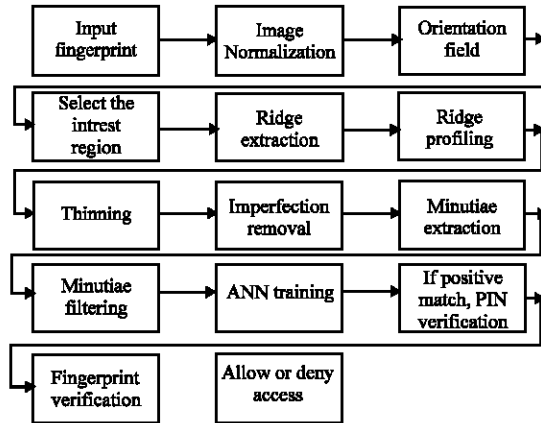 Input
fingerprint
Image
Normalization
Orientation
field
Select the
intrest
region
Ridge
extraction
Ridge
profiling
Thinning
Imperfection
removal
Minutiae
extraction
Minutiae
filtering
ANN training
If positive
match, PIN
verification
Fingerprint
verification
Allow or deny
access